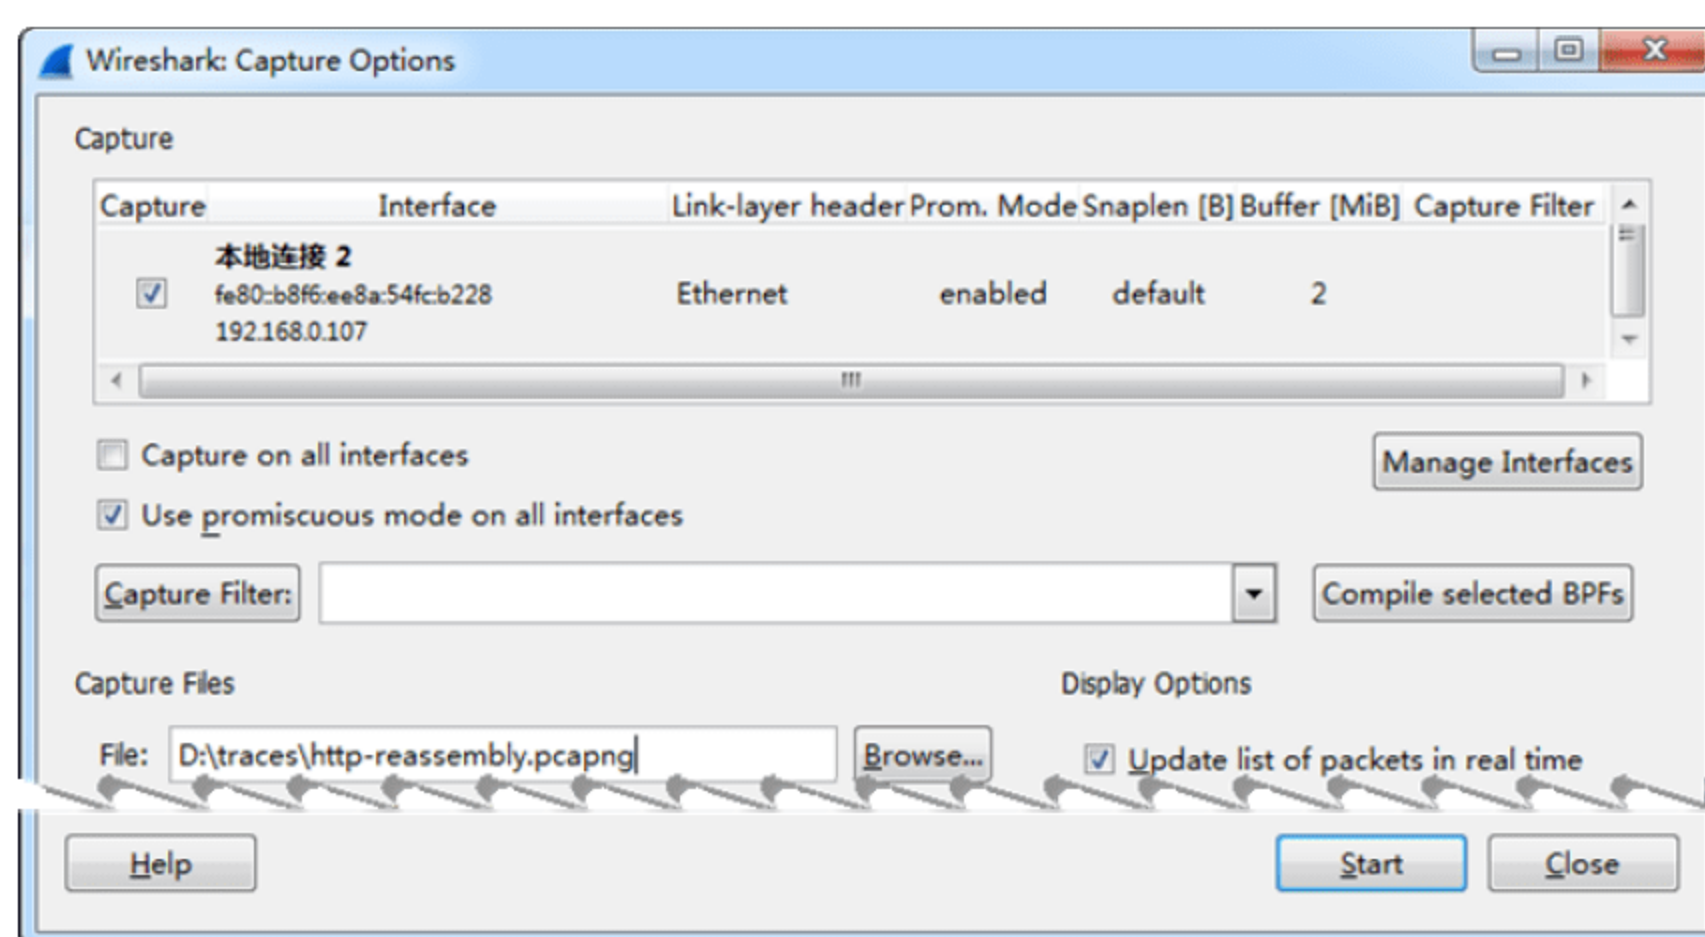 Wireshark: Capture Options
Capture
Capture Interface Link-layer header Prom. Mode Snaplen [B] Buffer [MiB] Capture Filter
本地连接 2
fe80::b8f6:ee8a:54fc:b228 Ethernet enabled default 2
192.168.0.107
Capture on all interfaces
Manage Interfaces
Use promiscuous mode on all interfaces
Capture Filter: Compile selected BPFs
Capture Files Display Options
File: D:\traces\http-reassembly.pcapng Browse... Update list of packets in real time
Help Start Close